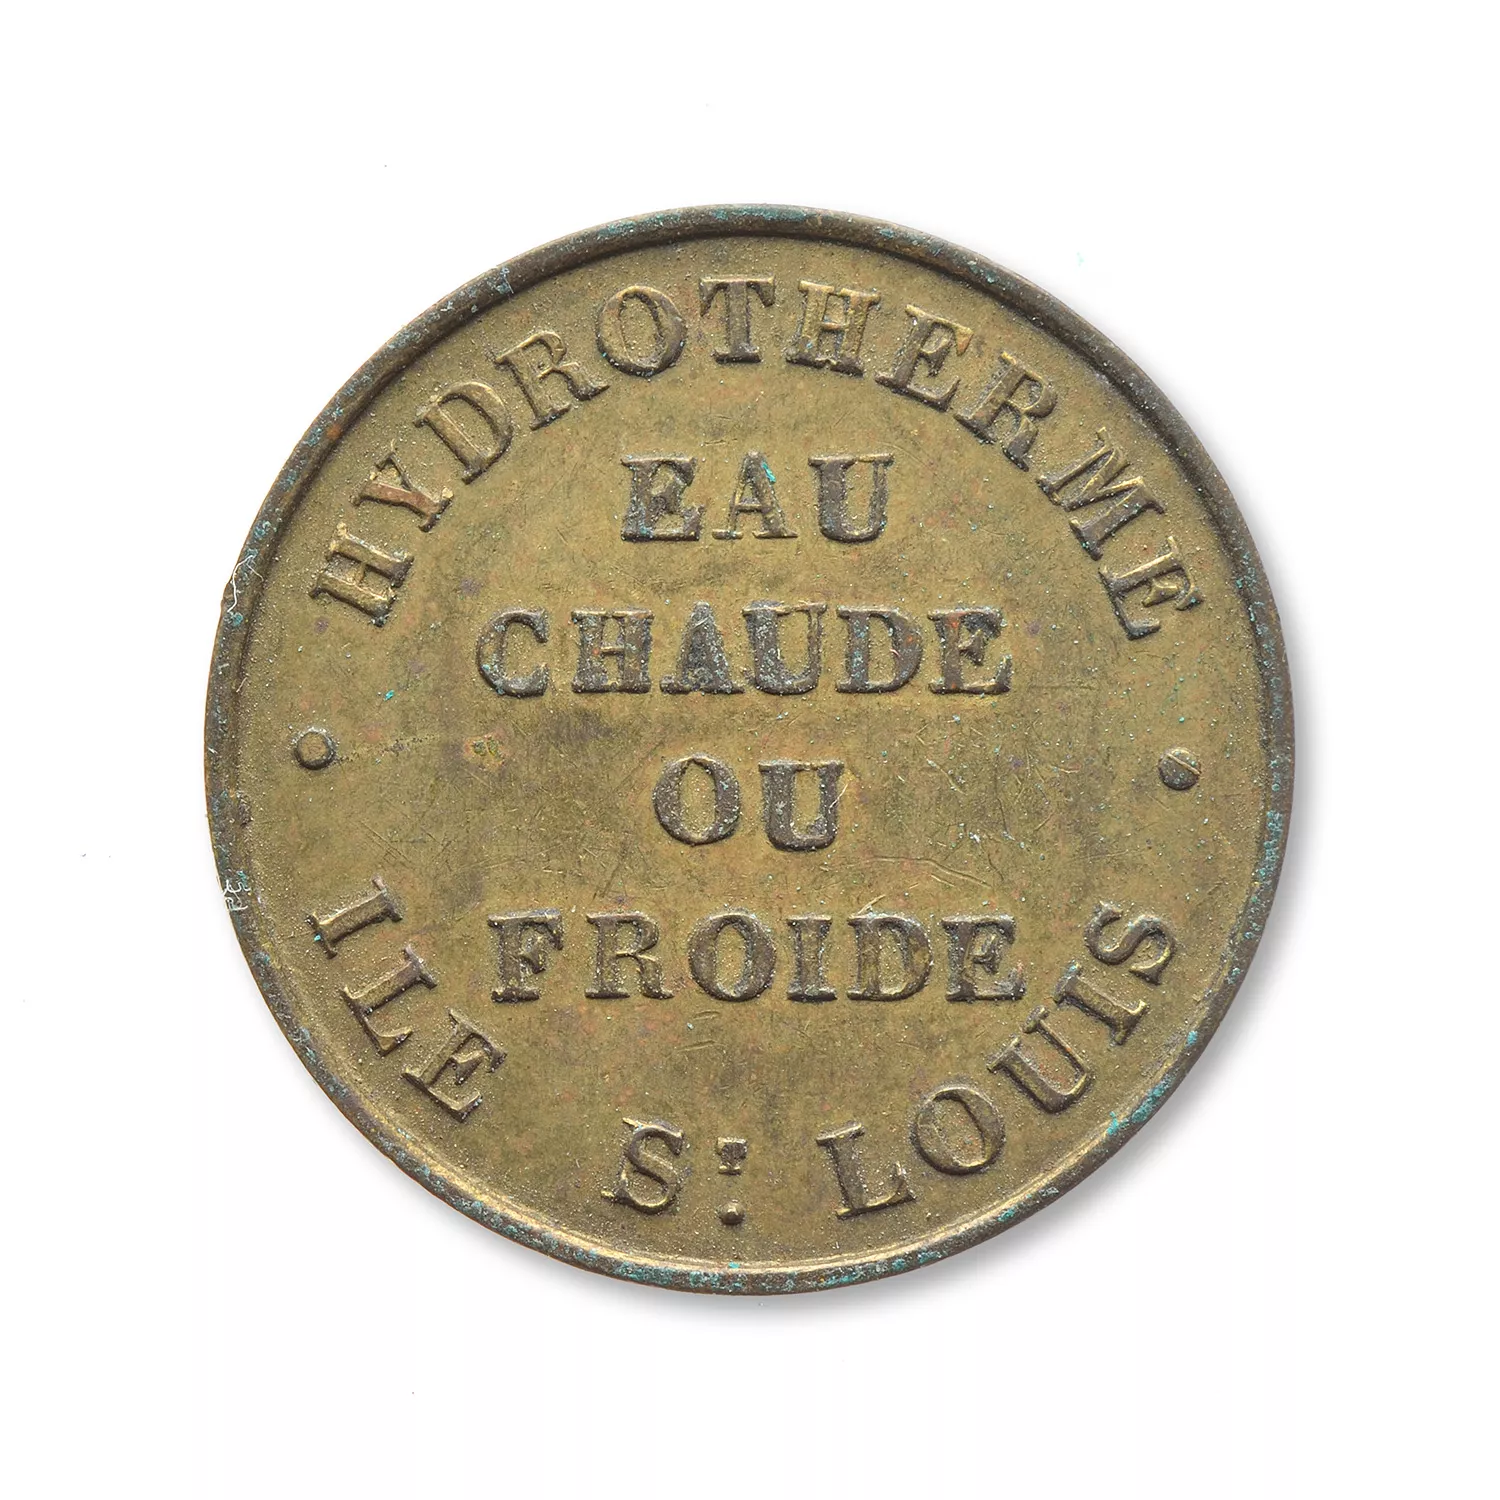 HYDROTHERME
EAU
CHAUDE
OU
FROIDE
ILE ST. LOUIS